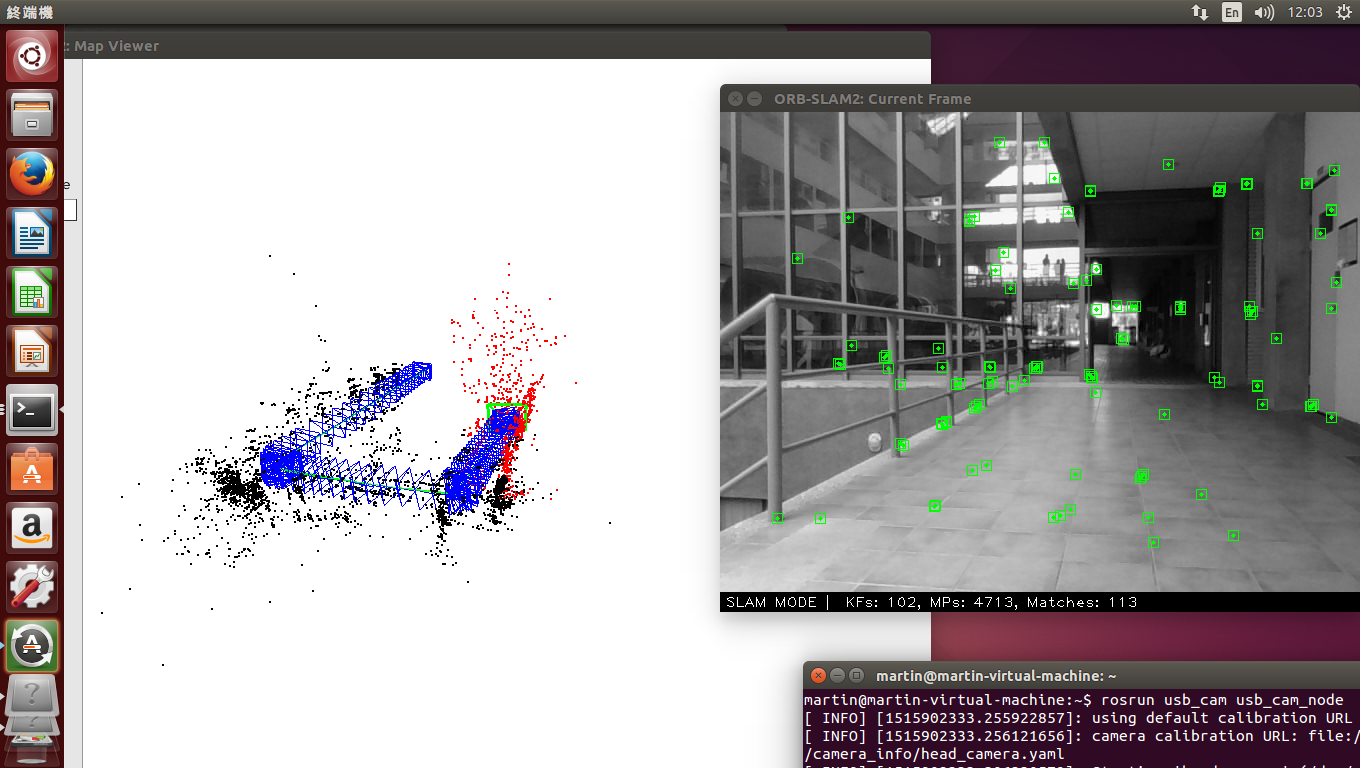 終端機
En
12:03
: Map Viewer
e
ORB-SLAM2: Current Frame
SLAM MODE | KFs: 102, MPs: 4713, Matches: 113
martin@martin-virtual-machine: ~
martin@martin-virtual-machine:~$ rosrun usb_cam usb_cam_node
[ INFO] [1515902333.255922857]: using default calibration URL
[ INFO] [1515902333.256121656]: camera calibration URL: file:/
/camera_info/head_camera.yaml